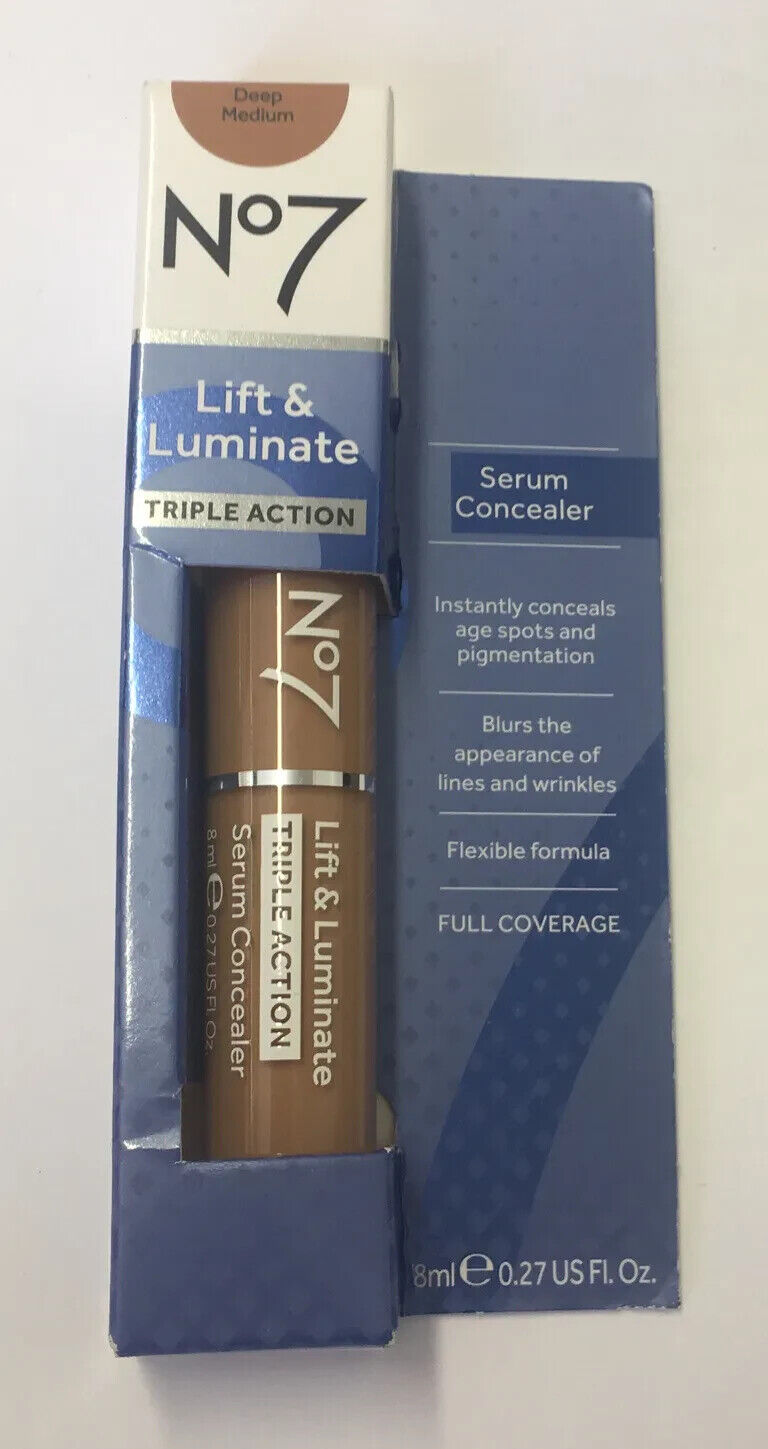 Deep
Medium
No7
Lift &
Luminate
TRIPLE ACTION
No7
Lift & Luminate
TRIPLE ACTION
Serum Concealer
8 ml e 0.27 US Fl. Oz.
Serum
Concealer
Instantly conceals
age spots and
pigmentation
Blurs the
appearance of
lines and wrinkles
Flexible formula
FULL COVERAGE
8ml e 0.27 US Fl. Oz.